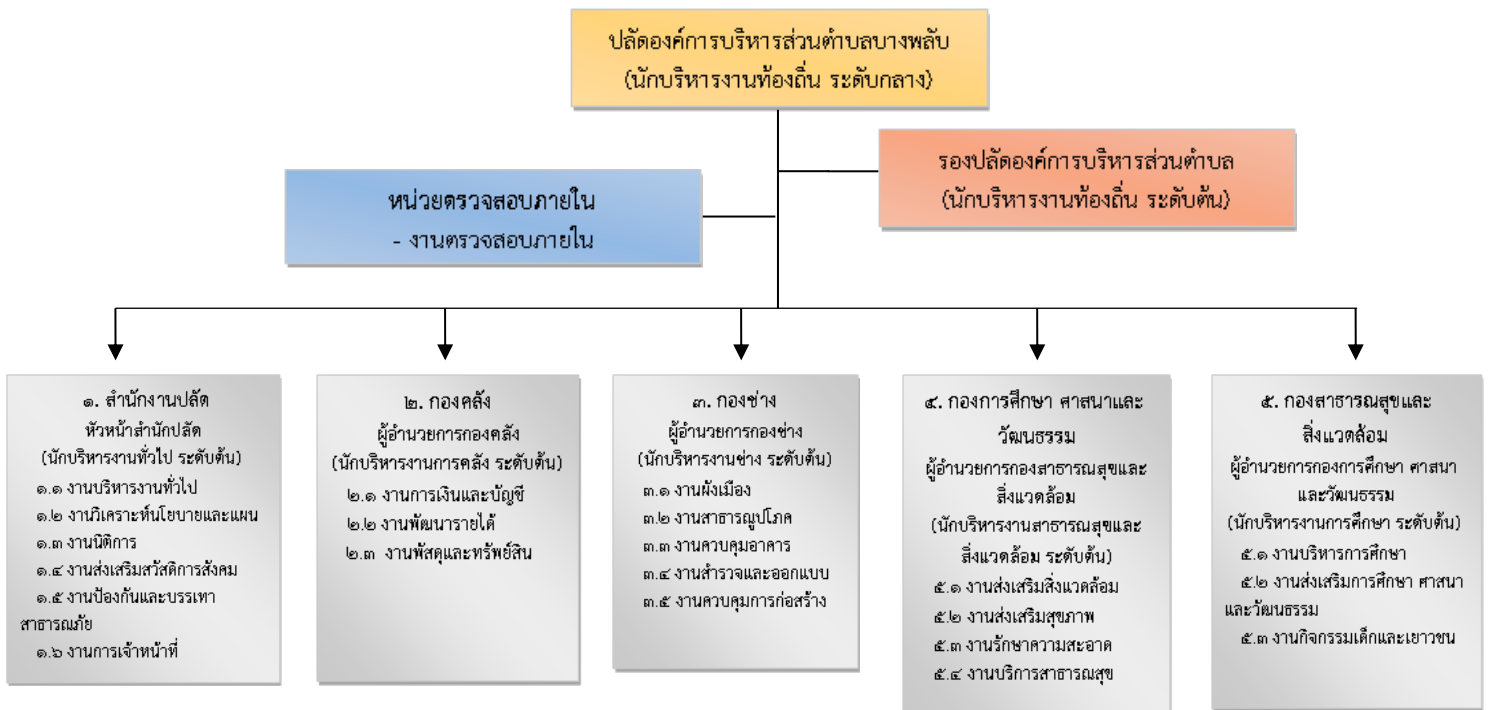 ปลัดองค์การบริหารส่วนตำบลบางพลับ
(นักบริหารงานท้องถิ่น ระดับกลาง)
รองปลัดองค์การบริหารส่วนตำบล
(นักบริหารงานท้องถิ่น ระดับต้น)
หน่วยตรวจสอบภายใน
- งานตรวจสอบภายใน
๑. สำนักงานปลัด
หัวหน้าสำนักปลัด
(นักบริหารงานทั่วไป ระดับต้น)
๑.๑ งานบริหารงานทั่วไป
๑.๒ งานวิเคราะห์นโยบายและแผน
๑.๓ งานนิติการ
๑.๔ งานส่งเสริมสวัสดิการสังคม
๑.๕ งานป้องกันและบรรเทา
สาธารณภัย
๑.๖ งานการเจ้าหน้าที่
๒. กองคลัง
ผู้อำนวยการกองคลัง
(นักบริหารงานการคลัง ระดับต้น)
๒.๑ งานการเงินและบัญชี
๒.๒ งานพัฒนารายได้
๒.๓ งานพัสดุและทรัพย์สิน
๓. กองช่าง
ผู้อำนวยการกองช่าง
(นักบริหารงานช่าง ระดับต้น)
๓.๑ งานผังเมือง
๓.๒ งานสาธารณูปโภค
๓.๓ งานควบคุมอาคาร
๓.๔ งานสำรวจและออกแบบ
๓.๕ งานควบคุมการก่อสร้าง
๔. กองการศึกษา ศาสนาและ
วัฒนธรรม
ผู้อำนวยการกองสาธารณสุขและ
สิ่งแวดล้อม
(นักบริหารงานสาธารณสุขและ
สิ่งแวดล้อม ระดับต้น)
๕.๑ งานส่งเสริมสิ่งแวดล้อม
๕.๒ งานส่งเสริมสุขภาพ
๕.๓ งานรักษาความสะอาด
๕.๔ งานบริการสาธารณสุข
๕. กองสาธารณสุขและ
สิ่งแวดล้อม
ผู้อำนวยการกองการศึกษา ศาสนา
และวัฒนธรรม
(นักบริหารงานการศึกษา ระดับต้น)
๕.๑ งานบริหารการศึกษา
๕.๒ งานส่งเสริมการศึกษา ศาสนา
และวัฒนธรรม
๕.๓ งานกิจกรรมเด็กและเยาวชน